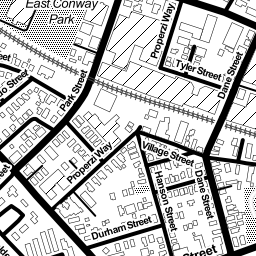 East Conway
Park
Properzi Way
Tyler Street
Dane Street
Park Street
Village Street
Properzi Way
Hanson Street
Dane Street
Durham Street
Street